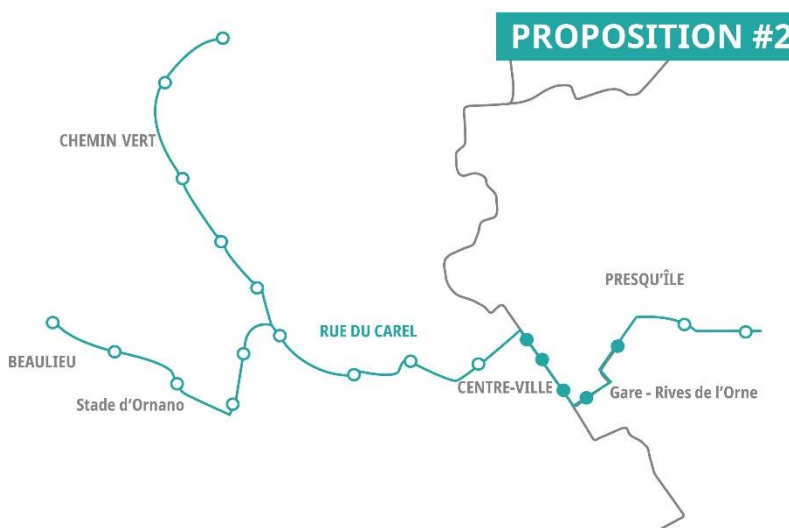 PROPOSITION #2
CHEMIN VERT
PRESQU'ÎLE
RUE DU CAREL
BEAULIEU
CENTRE-VILLE
Gare - Rives de l'Orne
Stade d'Ornano